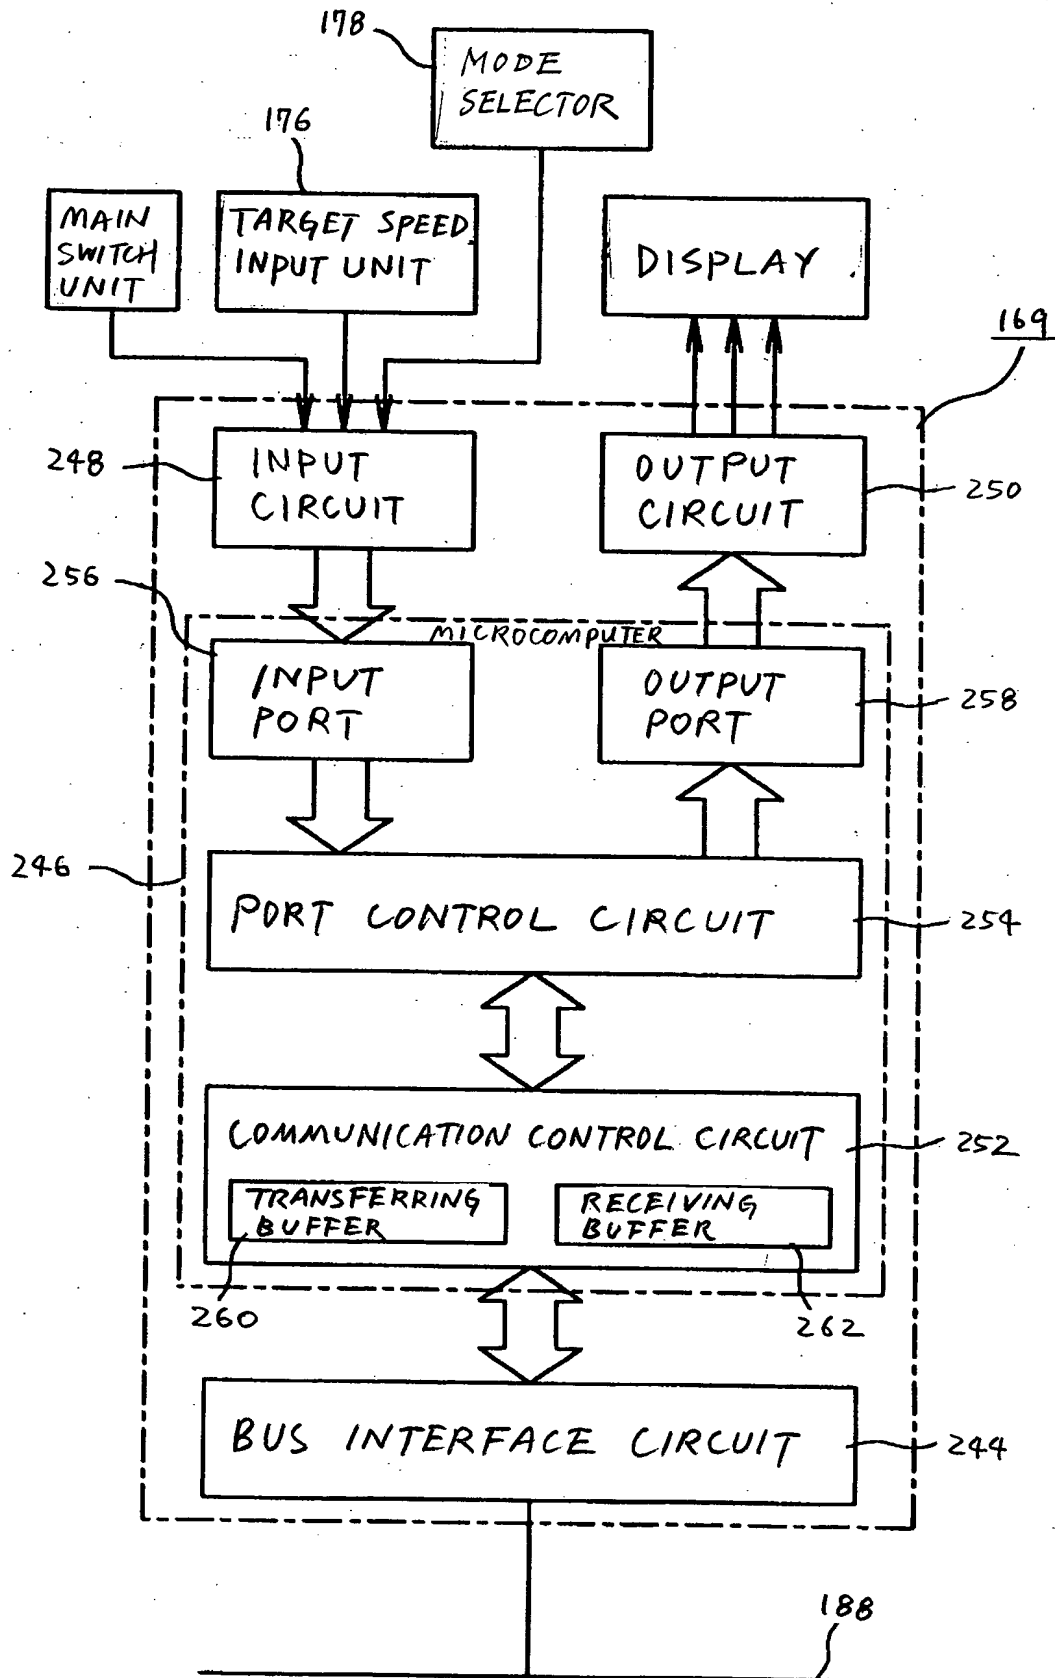 178
MODE
SELECTOR
176
MAIN
SWITCH
UNIT
TARGET SPEED
INPUT UNIT
DISPLAY
169
248
INPUT
CIRCUIT
OUTPUT
CIRCUIT
250
256
MICROCOMPUTER
INPUT
PORT
OUTPUT
PORT
258
246
PORT CONTROL CIRCUIT
254
COMMUNICATION CONTROL CIRCUIT
252
TRANSFERRING
BUFFER
RECEIVING
BUFFER
260
262
BUS INTERFACE CIRCUIT
244
188